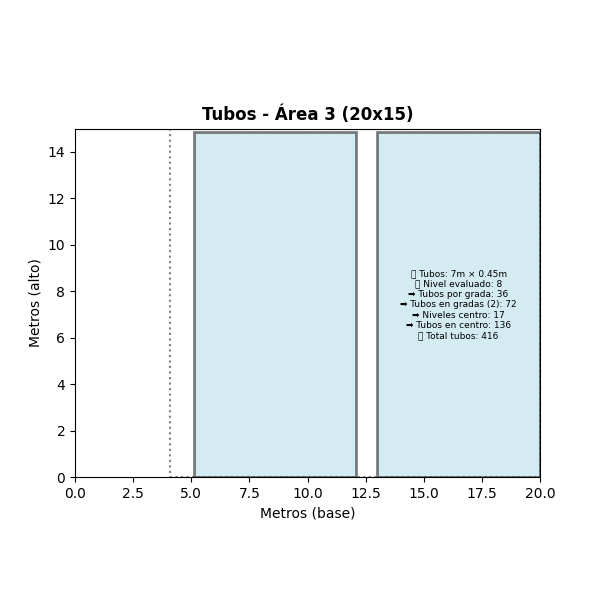 Tubos - Área 3 (20x15)
Metros (alto)
14
12
10
8
6
4
2
0
Tubos: 7m × 0.45m
Nivel evaluado: 8
➡ Tubos por grada: 36
➡ Tubos en gradas (2): 72
➡ Niveles centro: 17
➡ Tubos en centro: 136
Total tubos: 416
0.0 2.5 5.0 7.5 10.0 12.5 15.0 17.5 20.0
Metros (base)